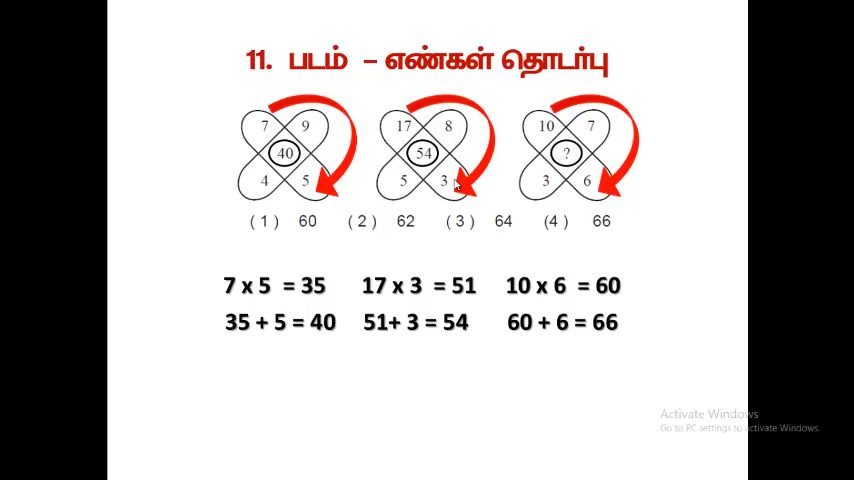 11. படம் – எண்கள் தொடர்பு
7 9 17 8 10 7
40 54 ?
4 5 5 3 3 6
( 1 ) 60 ( 2 ) 62 ( 3 ) 64 (4 ) 66
7 x 5 = 35 17 x 3 = 51 10 x 6 = 60
35 + 5 = 40 51+ 3 = 54 60 + 6 = 66
Activate Windows
Go to PC settings to activate Windows.